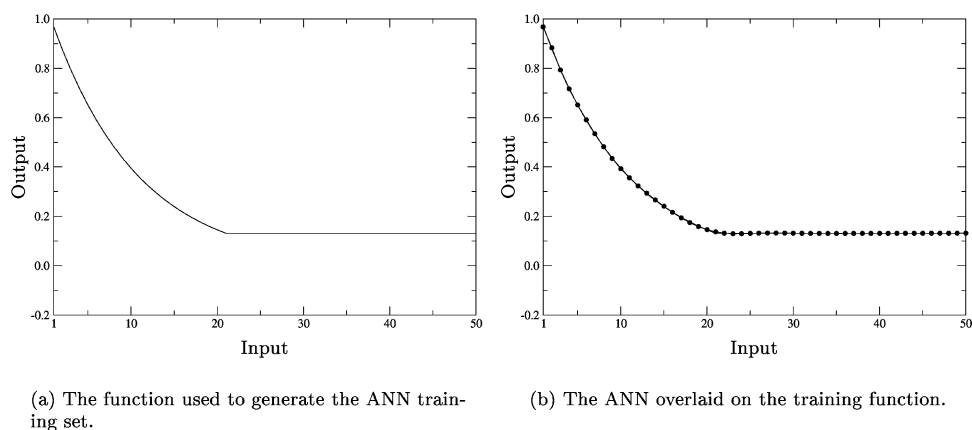 1.0
0.8
0.6
0.4
0.2
0.0
-0.2
Output
1 10 20 30 40 50
Input
(a) The function used to generate the ANN train-
ing set.
1.0
0.8
0.6
0.4
0.2
0.0
-0.2
Output
1 10 20 30 40 50
Input
(b) The ANN overlaid on the training function.